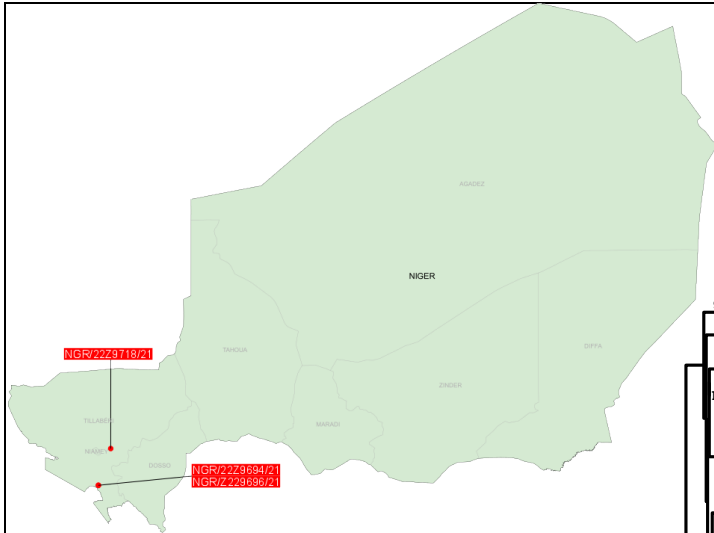 AGADEZ
NIGER
TAHOUA
DIFFA
NGR/22Z9718/21
ZINDER
TILLABERI
MARADI
NIAMEY
DOSSO
NGR/22Z9694/21
NGR/Z229696/21